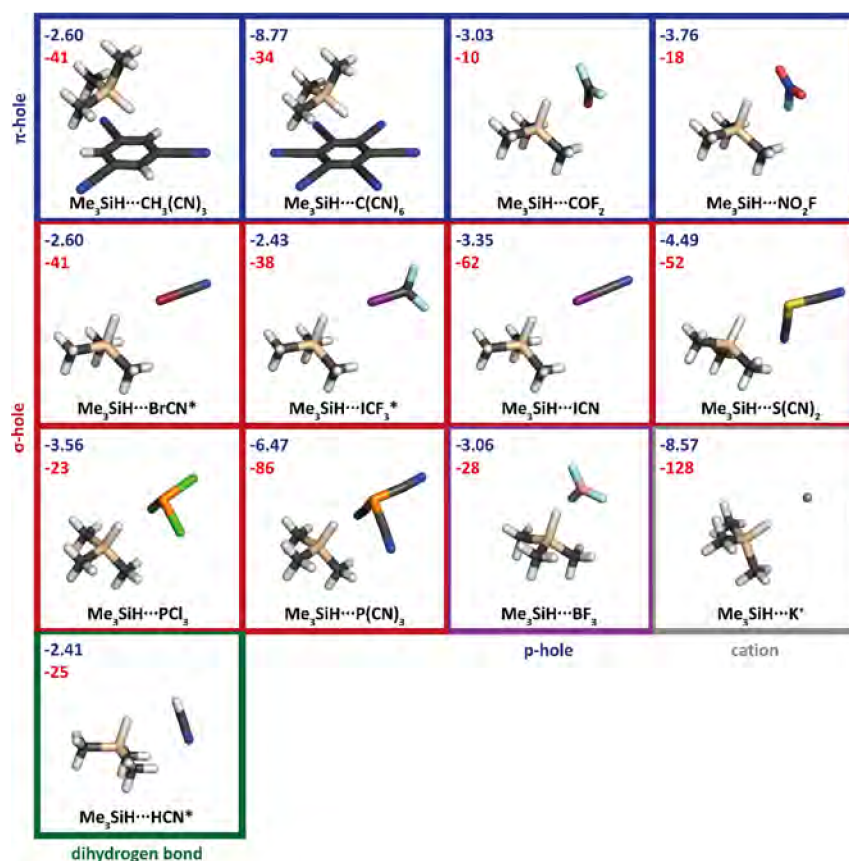 -2.60
-41
Me₃SiH···CH₃(CN)₃
-8.77
-34
Me₃SiH···C(CN)₆
-3.03
-10
Me₃SiH···COF₂
-3.76
-18
Me₃SiH···NO₂F
π-hole
-2.60
-41
Me₃SiH···BrCN*
-2.43
-38
Me₃SiH···ICF₃*
-3.35
-62
Me₃SiH···ICN
-4.49
-52
Me₃SiH···S(CN)₂
σ-hole
-3.56
-23
Me₃SiH···PCl₃
-6.47
-86
Me₃SiH···P(CN)₃
-3.06
-28
Me₃SiH···BF₃
-8.57
-128
Me₃SiH···K⁺
p-hole
cation
-2.41
-25
Me₃SiH···HCN*
dihydrogen bond